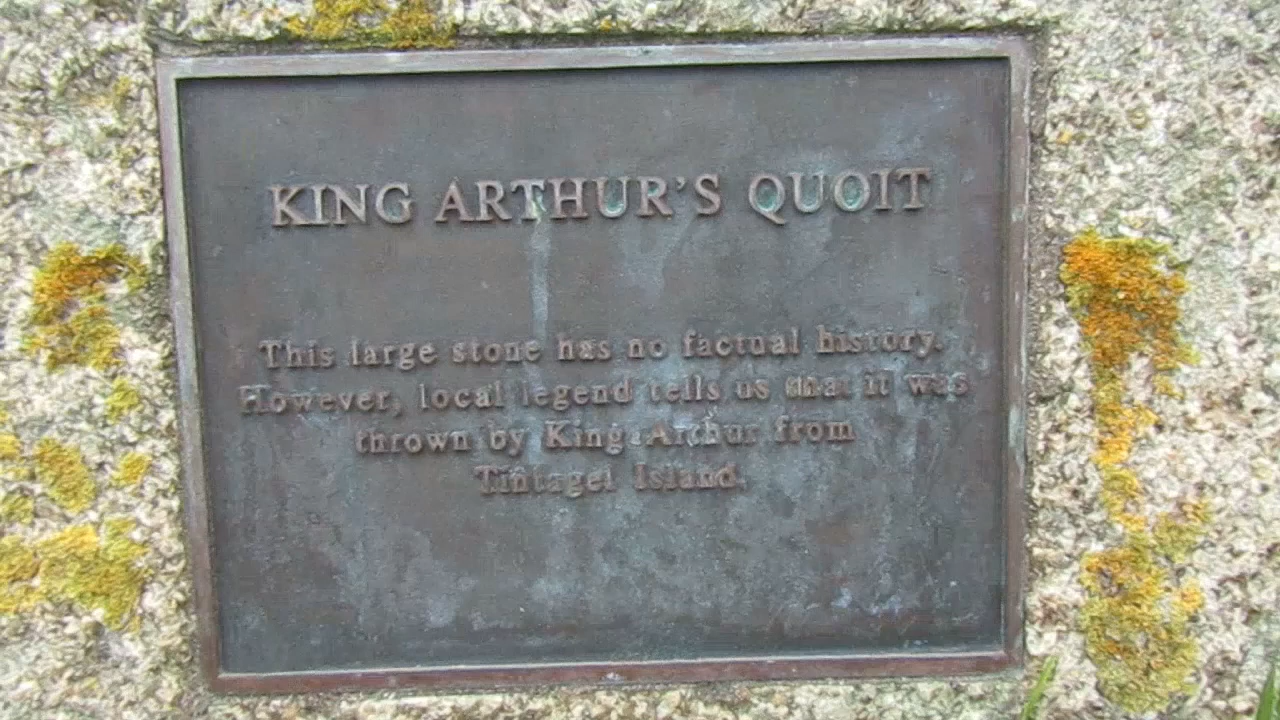 KING ARTHUR'S QUOIT
This large stone has no factual history.
However, local legend tells us that it was
thrown by King Arthur from
Tintagel Island.